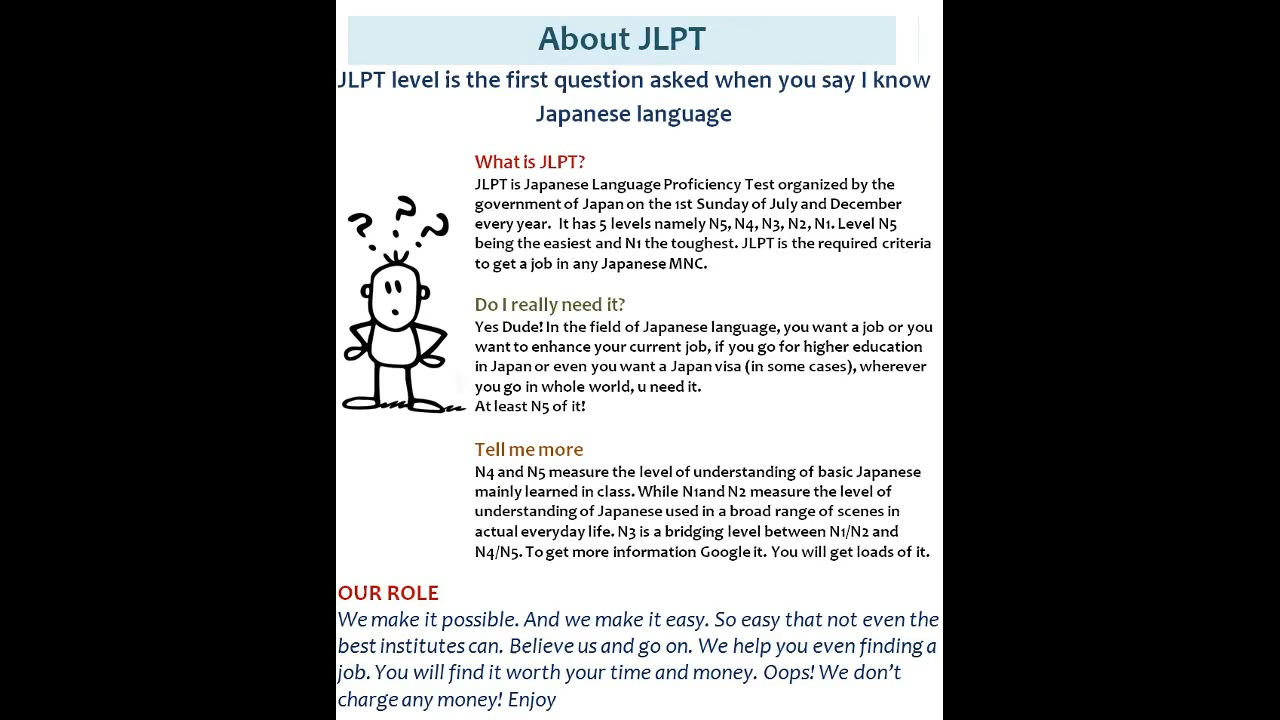 About JLPT
JLPT level is the first question asked when you say I know
Japanese language
What is JLPT?
JLPT is Japanese Language Proficiency Test organized by the
government of Japan on the 1st Sunday of July and December
every year.  It has 5 levels namely N5, N4, N3, N2, N1. Level N5
being the easiest and N1 the toughest. JLPT is the required criteria
to get a job in any Japanese MNC.
? ? ?
Do I really need it?
Yes Dude! In the field of Japanese language, you want a job or you
want to enhance your current job, if you go for higher education
in Japan or even you want a Japan visa (in some cases), wherever
you go in whole world, u need it.
At least N5 of it!
Tell me more
N4 and N5 measure the level of understanding of basic Japanese
mainly learned in class. While N1and N2 measure the level of
understanding of Japanese used in a broad range of scenes in
actual everyday life. N3 is a bridging level between N1/N2 and
N4/N5. To get more information Google it. You will get loads of it.
OUR ROLE
We make it possible. And we make it easy. So easy that not even the
best institutes can. Believe us and go on. We help you even finding a
job. You will find it worth your time and money. Oops! We don't
charge any money! Enjoy